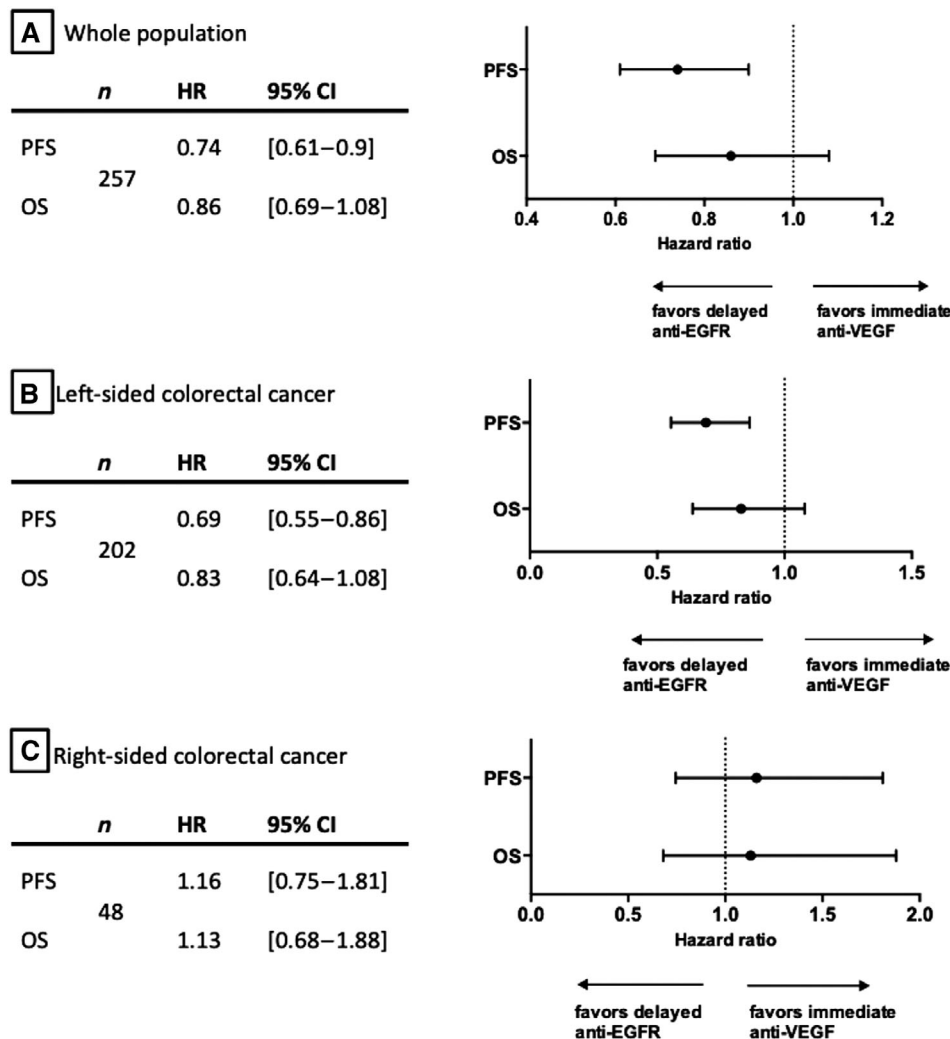 A Whole population
n HR 95% CI
PFS 0.74 [0.61–0.9]
257
OS 0.86 [0.69–1.08]
PFS
OS
0.4 0.6 0.8 1.0 1.2
Hazard ratio
favors delayed
anti-EGFR
favors immediate
anti-VEGF
B Left-sided colorectal cancer
n HR 95% CI
PFS 0.69 [0.55–0.86]
202
OS 0.83 [0.64–1.08]
PFS
OS
0.0 0.5 1.0 1.5
Hazard ratio
favors delayed
anti-EGFR
favors immediate
anti-VEGF
C Right-sided colorectal cancer
n HR 95% CI
PFS 1.16 [0.75–1.81]
48
OS 1.13 [0.68–1.88]
PFS
OS
0.0 0.5 1.0 1.5 2.0
Hazard ratio
favors delayed
anti-EGFR
favors immediate
anti-VEGF